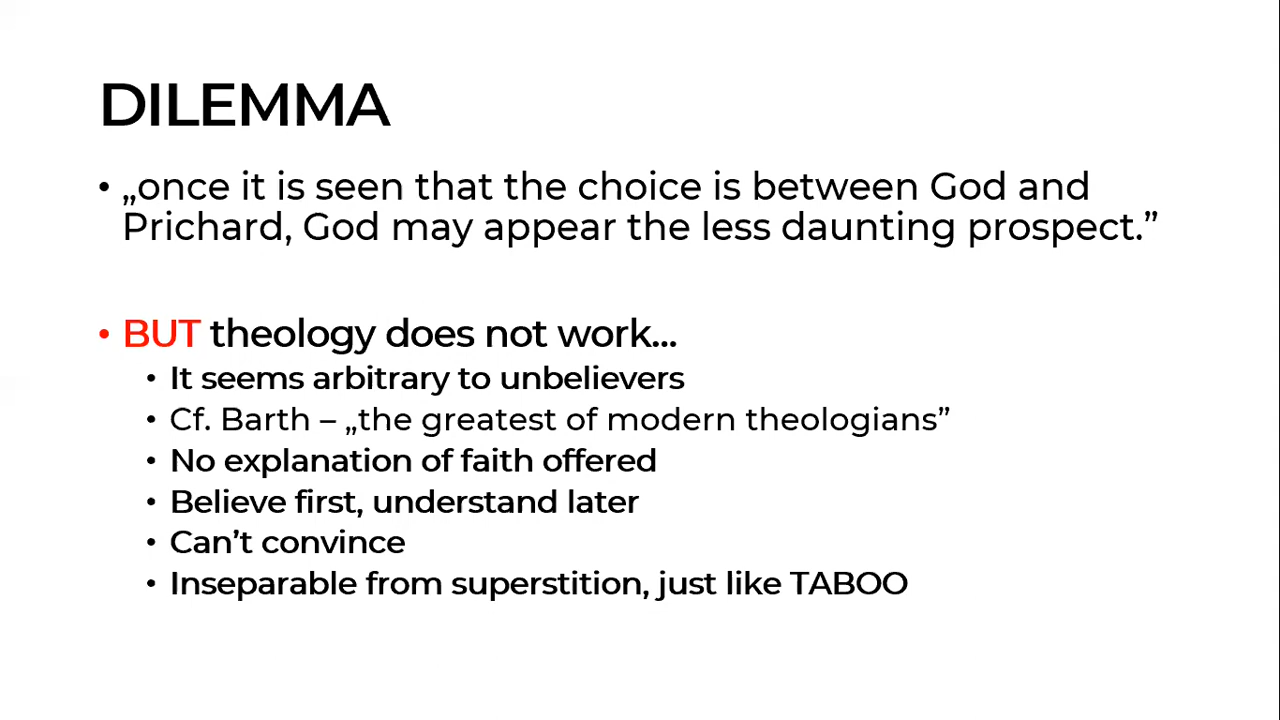 DILEMMA
• „once it is seen that the choice is between God and
Prichard, God may appear the less daunting prospect.”
• BUT theology does not work...
• It seems arbitrary to unbelievers
• Cf. Barth – „the greatest of modern theologians”
• No explanation of faith offered
• Believe first, understand later
• Can’t convince
• Inseparable from superstition, just like TABOO